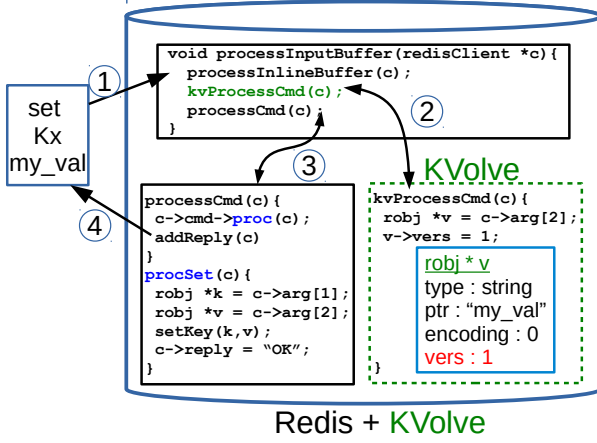 void processInputBuffer(redisClient *c){
processInlineBuffer(c);
kvProcessCmd(c);
processCmd(c);
}
1
set
Kx
my_val
2
3
4
KVolve
processCmd(c){
c->cmd->proc(c);
addReply(c)
}
procSet(c){
robj *k = c->arg[1];
robj *v = c->arg[2];
setKey(k,v);
c->reply = “OK”;
}
kvProcessCmd(c){
robj *v = c->arg[2];
v->vers = 1;
robj * v
type : string
ptr : “my_val”
encoding : 0
vers : 1
}
Redis + KVolve